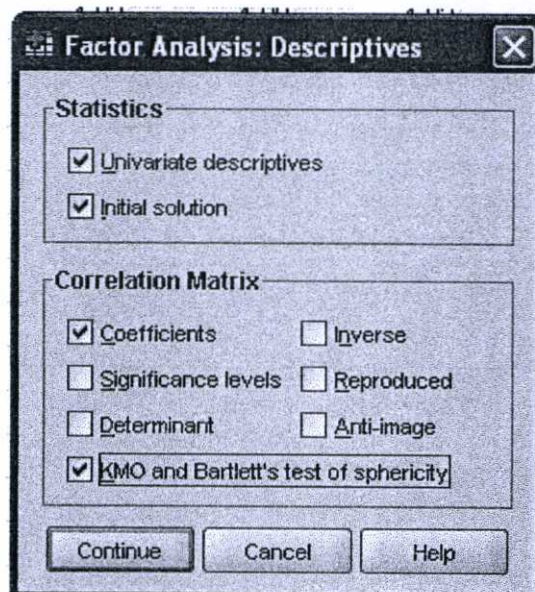 Factor Analysis: Descriptives
Statistics
Univariate descriptives
Initial solution
Correlation Matrix
Coefficients Inverse
Significance levels Reproduced
Determinant Anti-image
KMO and Bartlett's test of sphericity
Continue Cancel Help